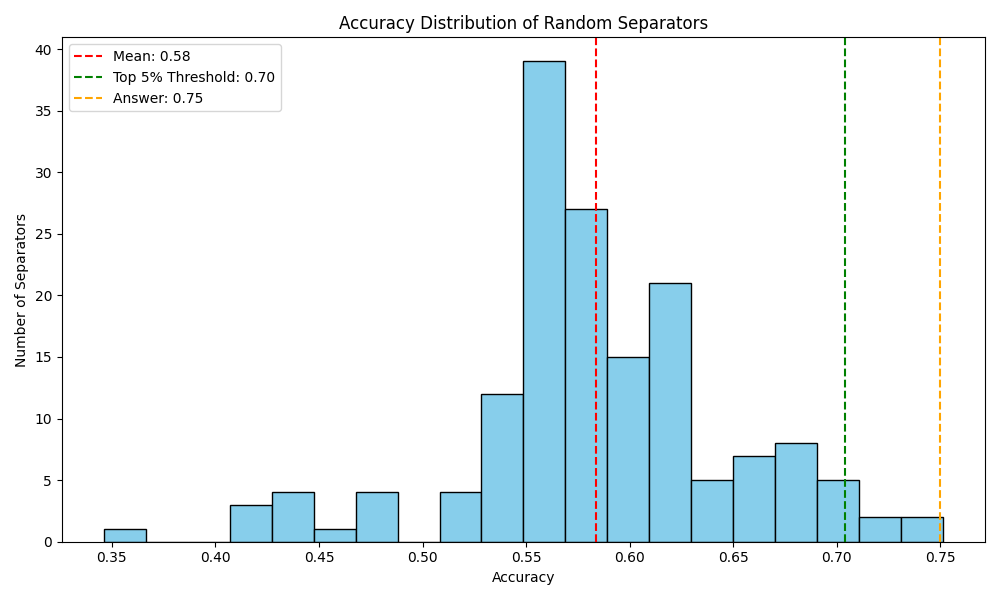 Accuracy Distribution of Random Separators
Mean: 0.58
Top 5% Threshold: 0.70
Answer: 0.75
Number of Separators
40
35
30
25
20
15
10
5
0
0.35 0.40 0.45 0.50 0.55 0.60 0.65 0.70 0.75
Accuracy